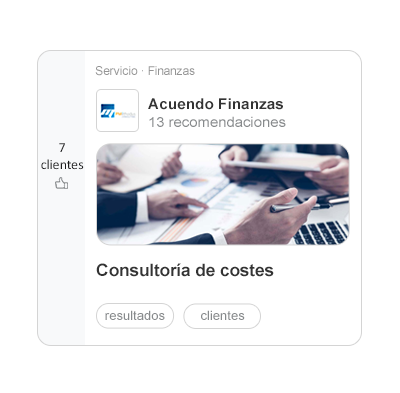 Servicio · Finanzas
Acuendo Finanzas
13 recomendaciones
7
clientes
Consultoría de costes
resultados
clientes